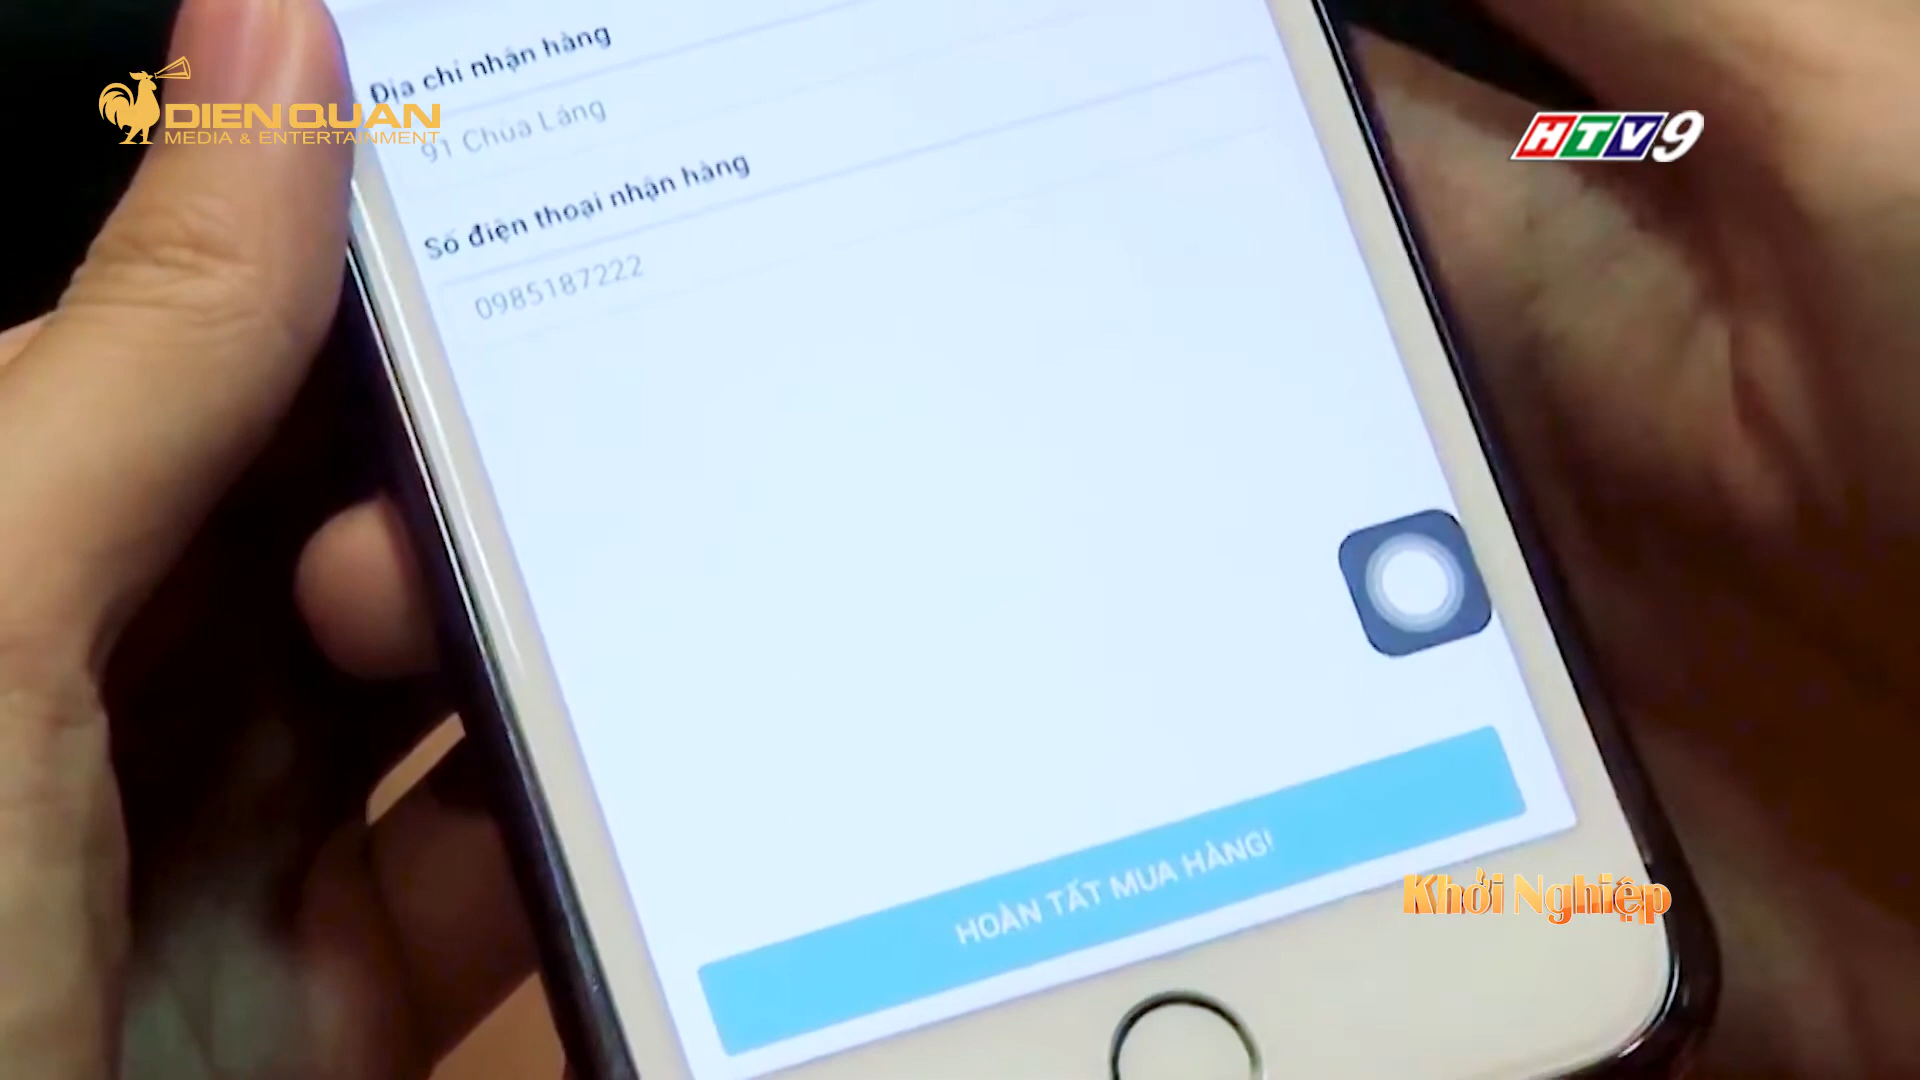 Địa chỉ nhận hàng
91 Chùa Láng
Số điện thoại nhận hàng
0985187222
HOÀN TẤT MUA HÀNG!
DIEN QUAN
MEDIA & ENTERTAINMENT
HTV9
Khởi Nghiệp